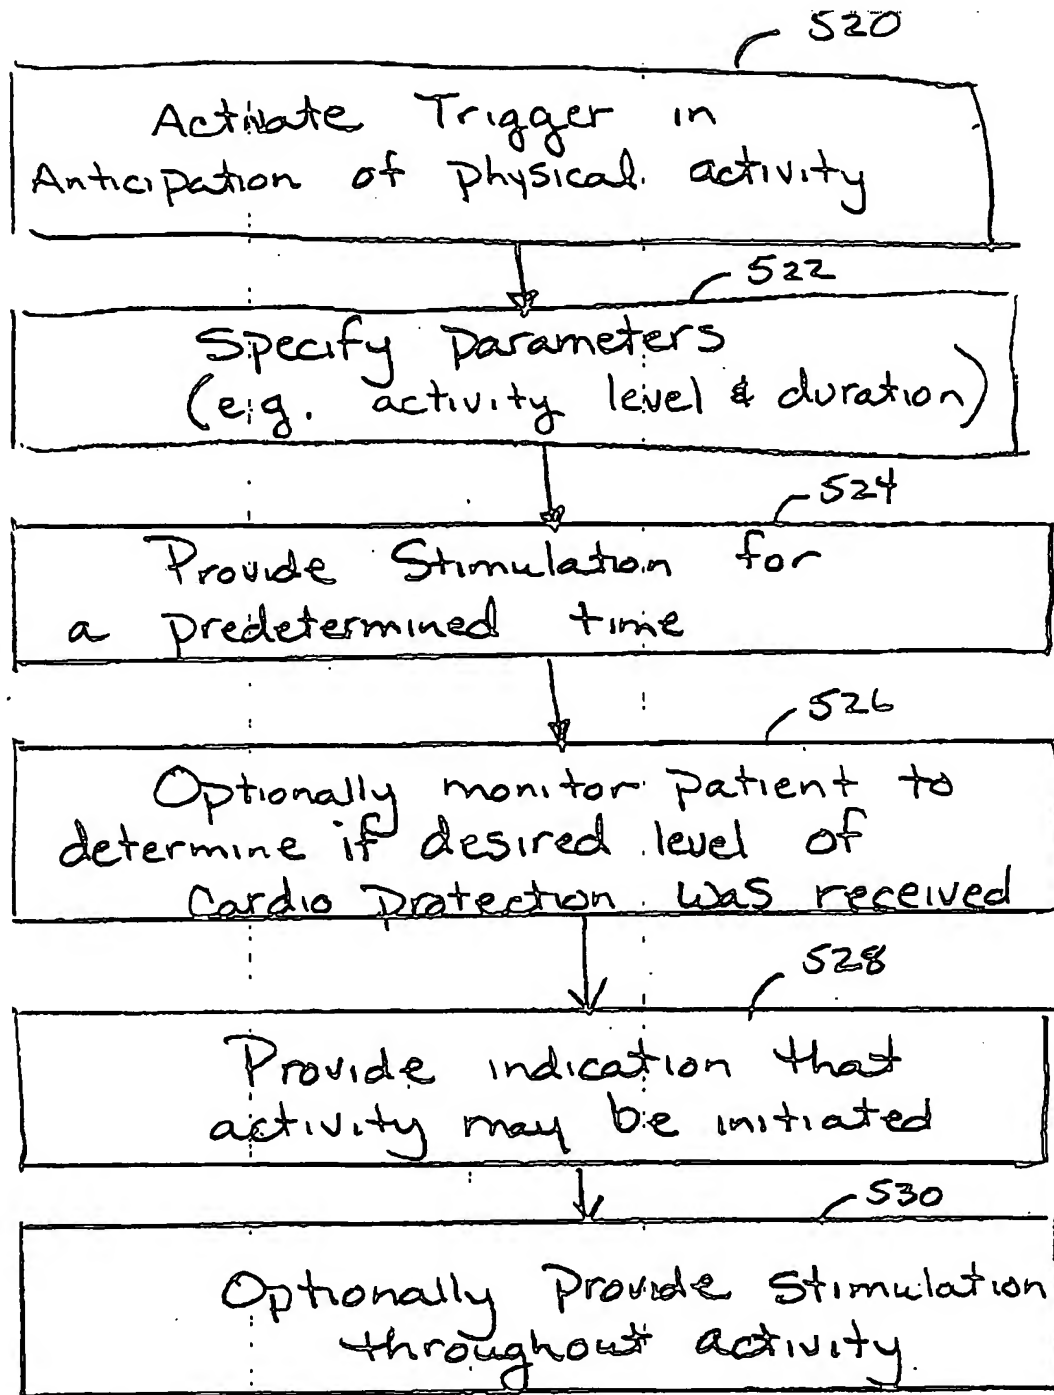 520
Activate Trigger in
Anticipation of physical activity
522
Specify parameters
(e.g. activity level & duration)
524
Provide Stimulation for
a predetermined time
526
Optionally monitor patient to
determine if desired level of
Cardio Protection was received
528
Provide indication that
activity may be initiated
530
Optionally Provide Stimulation
throughout activity